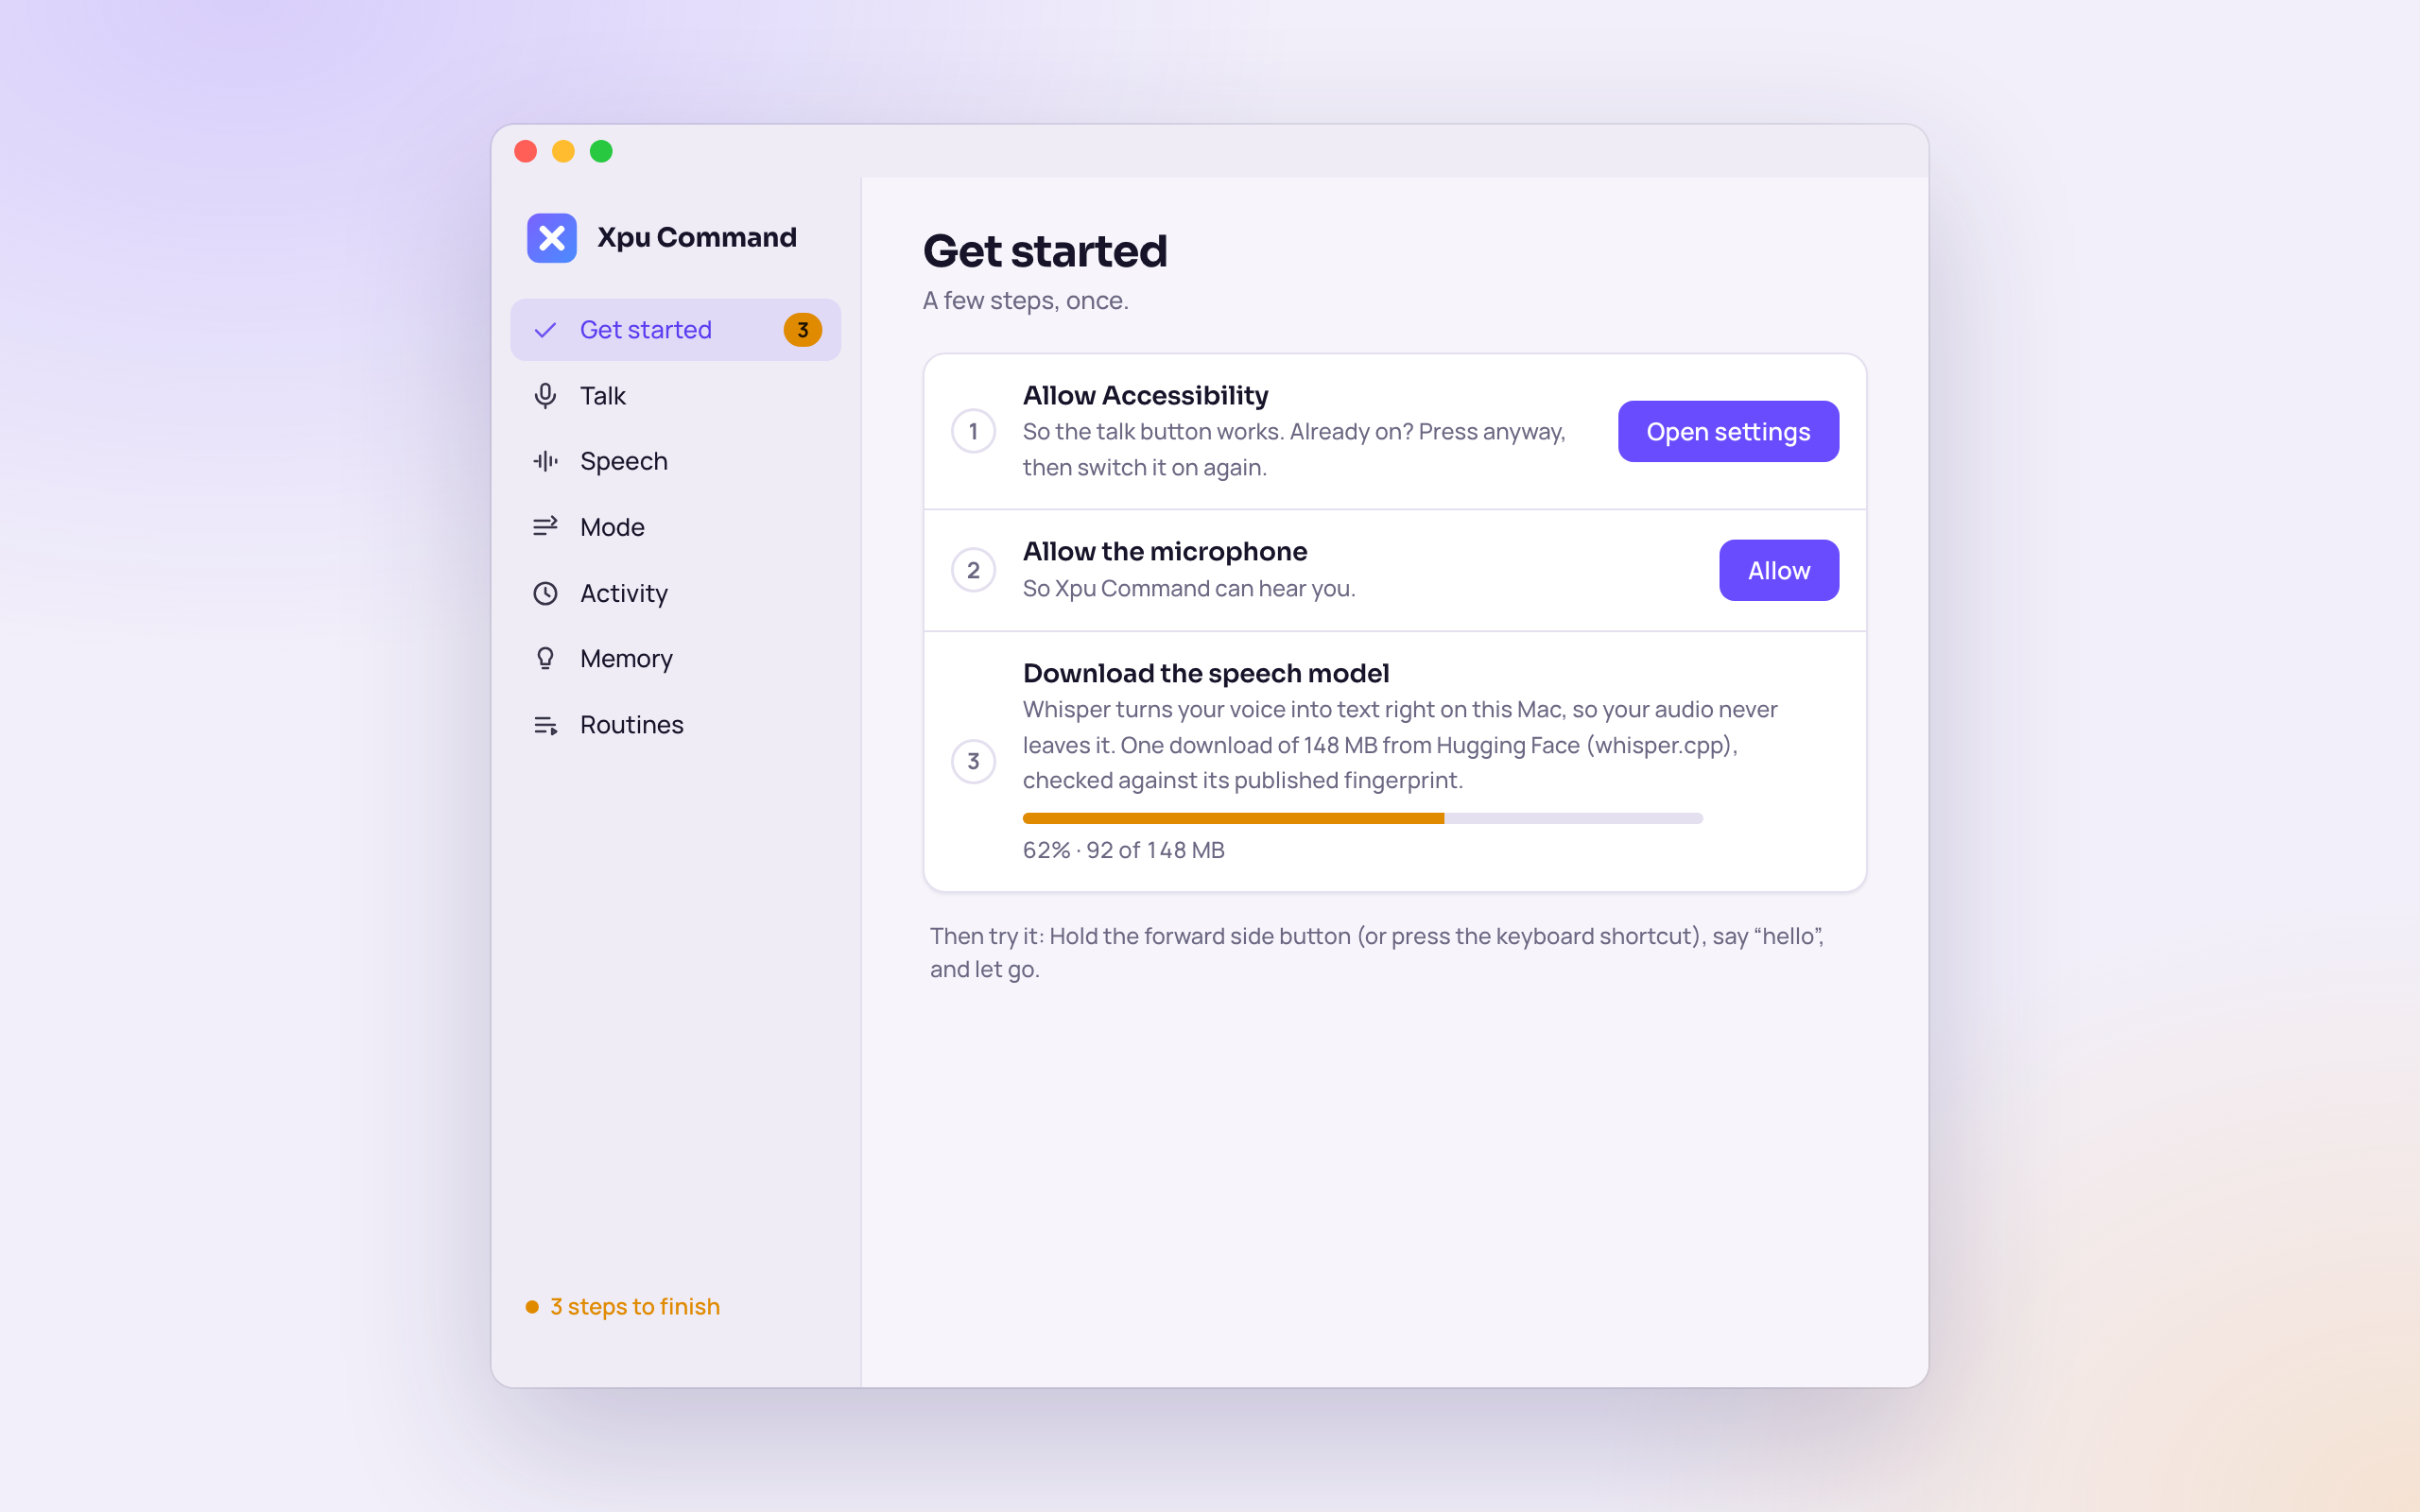 Xpu Command
Get started
3
Talk
Speech
Mode
Activity
Memory
Routines
3 steps to finish
Get started
A few steps, once.
1
Allow Accessibility
So the talk button works. Already on? Press anyway,
then switch it on again.
Open settings
2
Allow the microphone
So Xpu Command can hear you.
Allow
3
Download the speech model
Whisper turns your voice into text right on this Mac, so your audio never
leaves it. One download of 148 MB from Hugging Face (whisper.cpp),
checked against its published fingerprint.
62% · 92 of 148 MB
Then try it: Hold the forward side button (or press the keyboard shortcut), say “hello”,
and let go.